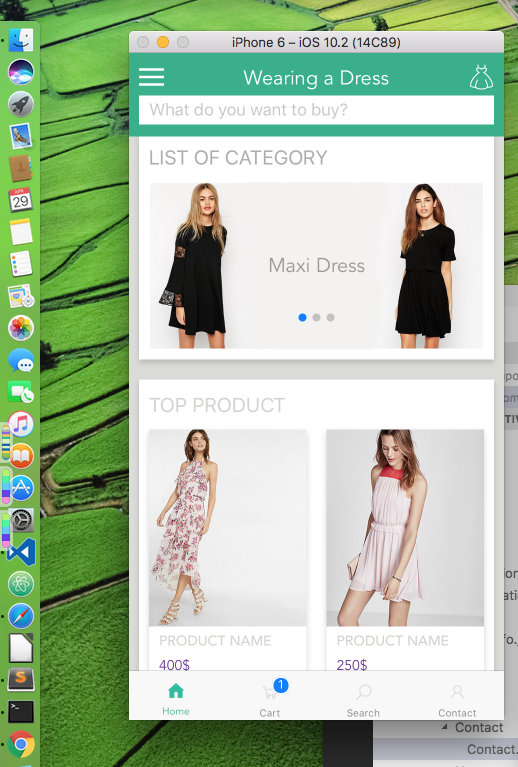 iPhone 6 – iOS 10.2 (14C89)
Wearing a Dress
What do you want to buy?
LIST OF CATEGORY
Maxi Dress
TOP PRODUCT
PRODUCT NAME
PRODUCT NAME
400$
250$
1
Home
Cart
Search
Contact
APR
29
Contact
Contact.